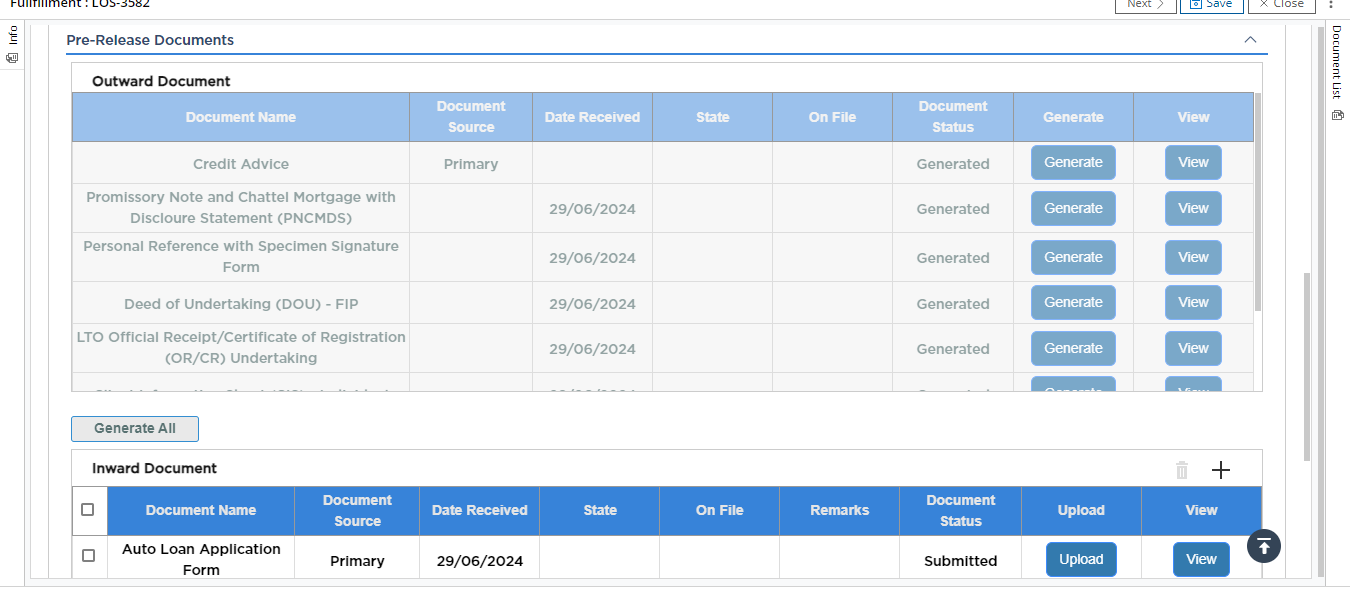 Fullfillment : LOS-3582
Next
Save
Close
Info
Document List
Pre-Release Documents
Outward Document
Document Name
Document
Source
Date Received
State
On File
Document
Status
Generate
View
Credit Advice
Primary
Generated
Generate
View
Promissory Note and Chattel Mortgage with
Discloure Statement (PNCMDS)
29/06/2024
Generated
Generate
View
Personal Reference with Specimen Signature
Form
29/06/2024
Generated
Generate
View
Deed of Undertaking (DOU) - FIP
29/06/2024
Generated
Generate
View
LTO Official Receipt/Certificate of Registration
(OR/CR) Undertaking
29/06/2024
Generated
Generate
View
Generate
View
Generate All
Inward Document
Document Name
Document
Source
Date Received
State
On File
Remarks
Document
Status
Upload
View
Auto Loan Application
Form
Primary
29/06/2024
Submitted
Upload
View